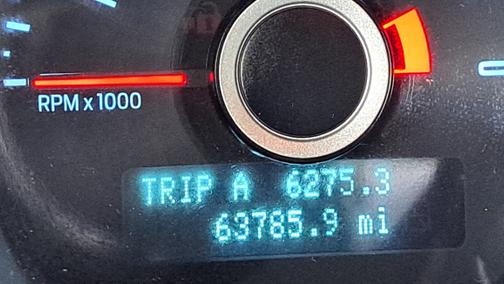 RPM x 1000
TRIP A 6275.3
63785.9 mi